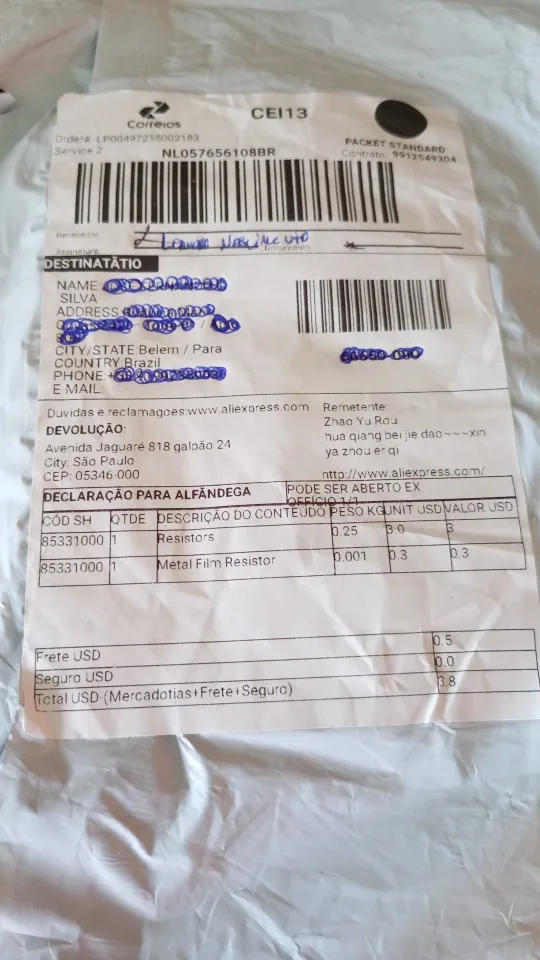 Correios
CEI13
Order#: LP00497255002183
Service 2
PACKET STANDARD
Contrato: 9912549304
NL057656108BR
Recebedor
Assinatura
Documento
DESTINATÁTIO
NAME
SILVA
ADDRESS
CITY/STATE:Belem / Para
COUNTRY:Brazil
PHONE:
E MAIL:
Duvidas e reclamagoes:www.aliexpress.com
DEVOLUÇÃO:
Avenida Jaguaré 818 galpão 24
City: São Paulo
CEP: 05346-000
Remetente:
Zhao Yu Rou
hua qiang bei jie dao~~~xin
ya zhou er qi
http://www.aliexpress.com/
DECLARAÇÃO PARA ALFÂNDEGA
PODE SER ABERTO EX
OFFÍCIO 1/1
CÓD SH QTDE DESCRIÇÃO DO CONTEÚDO PESO KG UNIT USD VALOR USD
85331000 1 Resistors 0.25 3.0 3
85331000 1 Metal Film Resistor 0.001 0.3 0.3
Frete USD 0.5
Seguro USD 0.0
Total USD (Mercadotias+Frete+Seguro) 3.8